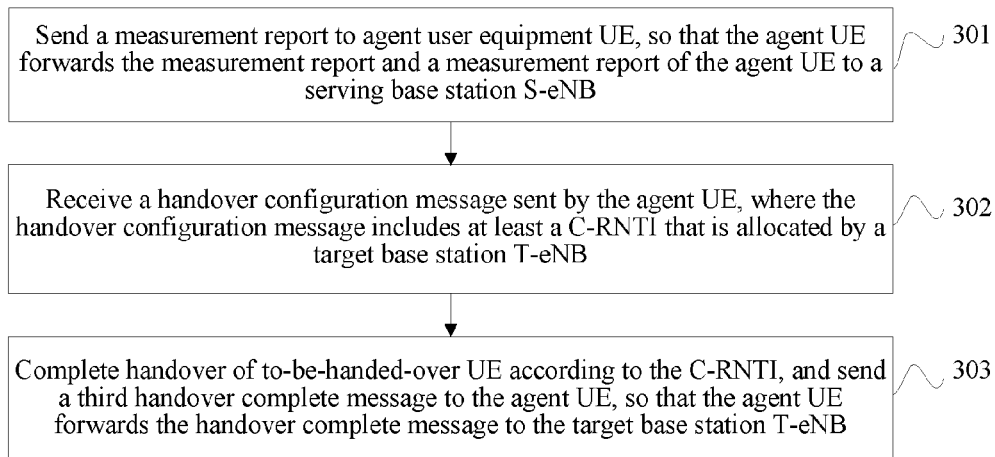 Send a measurement report to agent user equipment UE, so that the agent UE
forwards the measurement report and a measurement report of the agent UE to a
serving base station S-eNB
301
Receive a handover configuration message sent by the agent UE, where the
handover configuration message includes at least a C-RNTI that is allocated by a
target base station T-eNB
302
Complete handover of to-be-handed-over UE according to the C-RNTI, and send
a third handover complete message to the agent UE, so that the agent UE
forwards the handover complete message to the target base station T-eNB
303